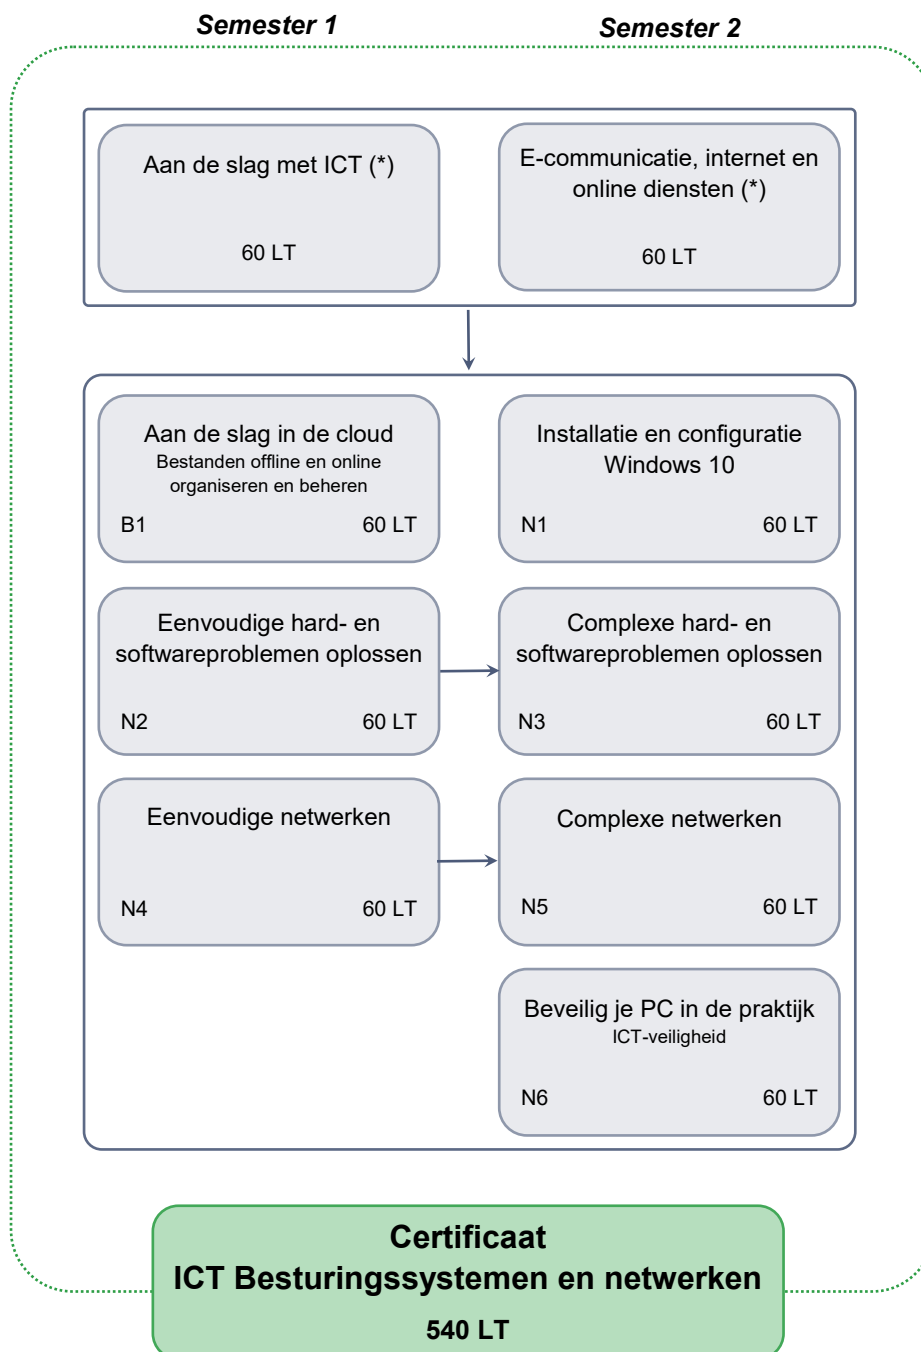 Semester 1
Semester 2
Aan de slag met ICT (*)
60 LT
E-communicatie, internet en
online diensten (*)
60 LT
Aan de slag in de cloud
Bestanden offline en online
organiseren en beheren
B1
60 LT
Installatie en configuratie
Windows 10
N1
60 LT
Eenvoudige hard- en
softwareproblemen oplossen
N2
60 LT
Complexe hard- en
softwareproblemen oplossen
N3
60 LT
Eenvoudige netwerken
N4
60 LT
Complexe netwerken
N5
60 LT
Beveilig je PC in de praktijk
ICT-veiligheid
N6
60 LT
Certificaat
ICT Besturingssystemen en netwerken
540 LT